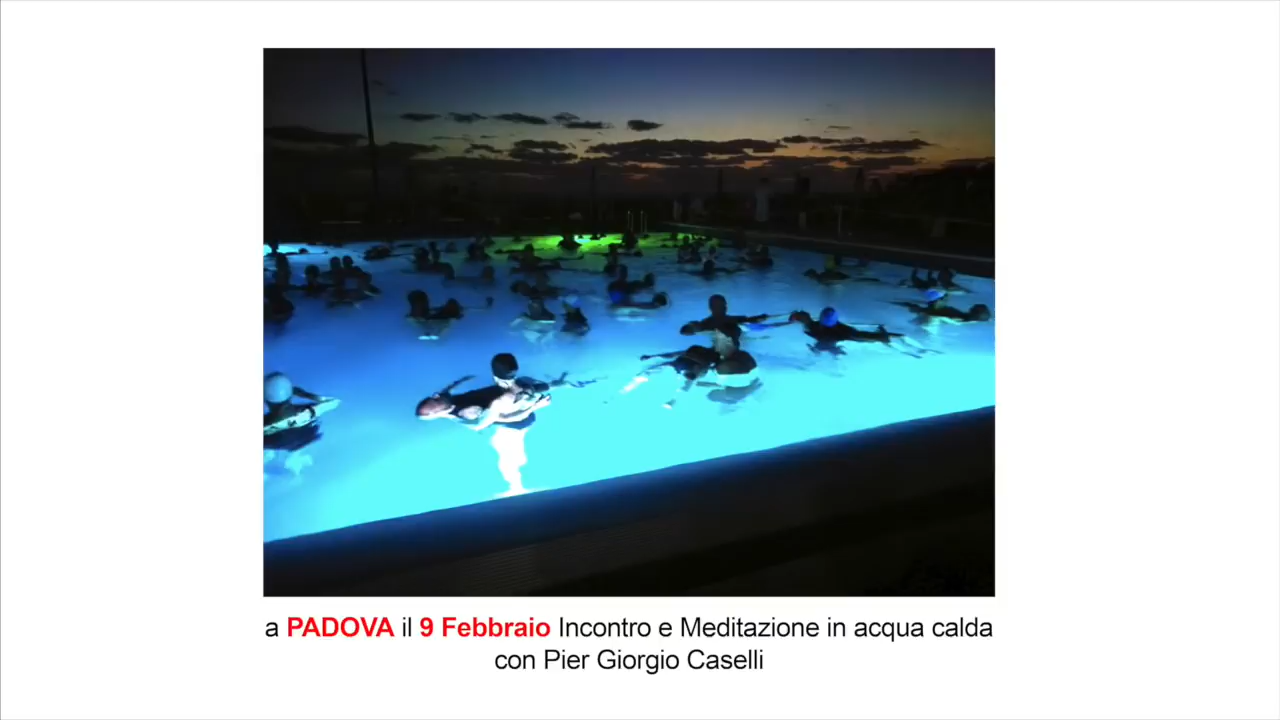 a PADOVA il 9 Febbraio Incontro e Meditazione in acqua calda
con Pier Giorgio Caselli